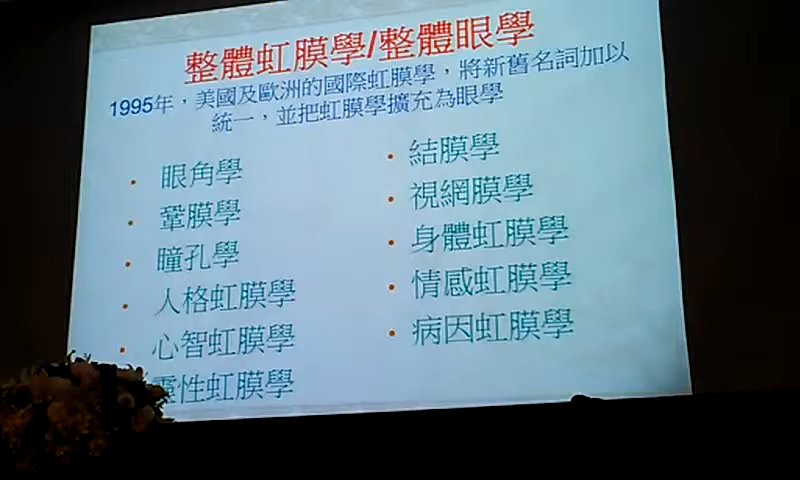 整體虹膜學/整體眼學
1995年，美國及歐洲的國際虹膜學，將新舊名詞加以
統一，並把虹膜學擴充為眼學
• 眼角學
• 鞏膜學
• 瞳孔學
• 人格虹膜學
• 心智虹膜學
靈性虹膜學
• 結膜學
• 視網膜學
• 身體虹膜學
• 情感虹膜學
• 病因虹膜學